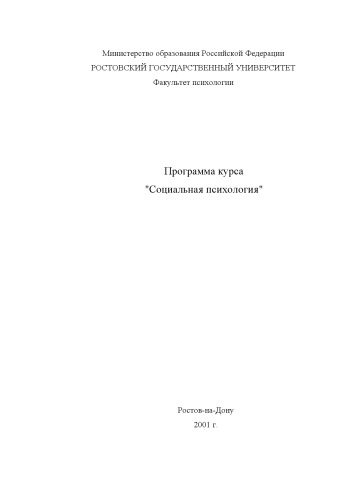 Министерство образования Российской Федерации
РОСТОВСКИЙ ГОСУДАРСТВЕННЫЙ УНИВЕРСИТЕТ
Факультет психологии
Программа курса
"Социальная психология"
Ростов-на-Дону
2001 г.